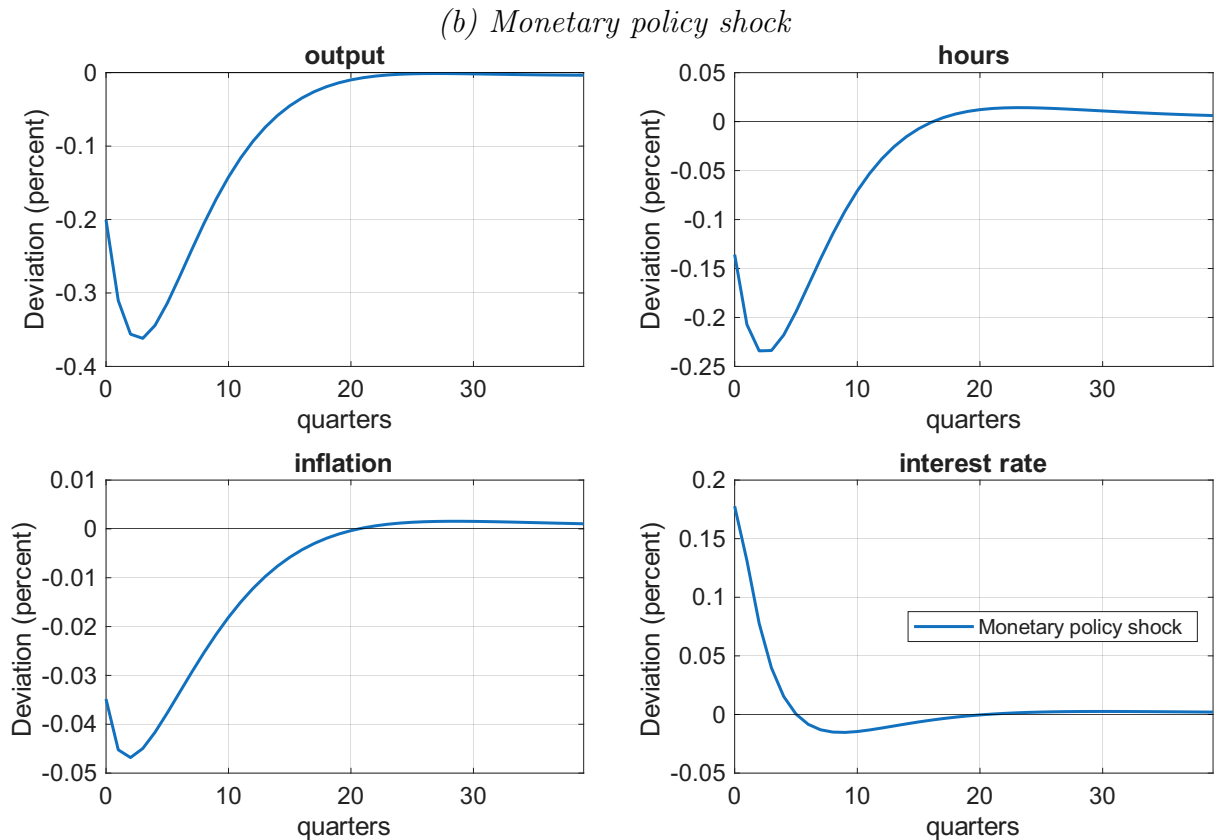 (b) Monetary policy shock
output
0
-0.1
-0.2
-0.3
-0.4
Deviation (percent)
0 10 20 30
quarters
hours
0.05
0
-0.05
-0.1
-0.15
-0.2
-0.25
Deviation (percent)
0 10 20 30
quarters
inflation
0.01
0
-0.01
-0.02
-0.03
-0.04
-0.05
Deviation (percent)
0 10 20 30
quarters
interest rate
0.2
0.15
0.1
0.05
0
-0.05
Deviation (percent)
Monetary policy shock
0 10 20 30
quarters